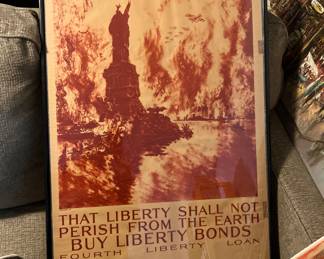 THAT LIBERTY SHALL NOT
PERISH FROM THE EARTH
BUY LIBERTY BONDS
FOURTH LIBERTY LOAN